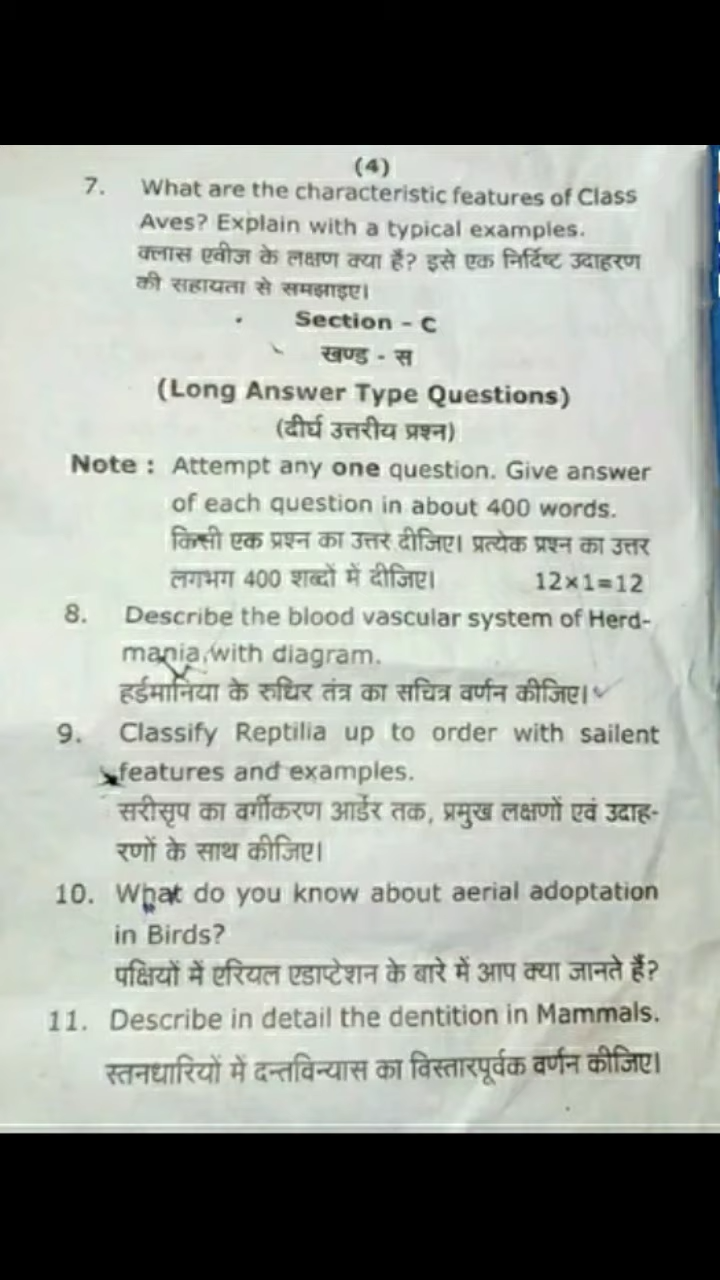 (4)
7. What are the characteristic features of Class
Aves? Explain with a typical examples.
क्लास एवीज के लक्षण क्या हैं? इसे एक निर्दिष्ट उदाहरण
की सहायता से समझाइए।
Section - C
खण्ड - स
(Long Answer Type Questions)
(दीर्घ उत्तरीय प्रश्न)
Note : Attempt any one question. Give answer
of each question in about 400 words.
किसी एक प्रश्न का उत्तर दीजिए। प्रत्येक प्रश्न का उत्तर
लगभग 400 शब्दों में दीजिए। 12×1=12
8. Describe the blood vascular system of Herd-
mania, with diagram.
हर्डमानिया के रुधिर तंत्र का सचित्र वर्णन कीजिए।
9. Classify Reptilia up to order with sailent
features and examples.
सरीसृप का वर्गीकरण आर्डर तक, प्रमुख लक्षणों एवं उदाह-
रणों के साथ कीजिए।
10. What do you know about aerial adoptation
in Birds?
पक्षियों में एरियल एडाप्टेशन के बारे में आप क्या जानते हैं?
11. Describe in detail the dentition in Mammals.
स्तनधारियों में दन्तविन्यास का विस्तारपूर्वक वर्णन कीजिए।